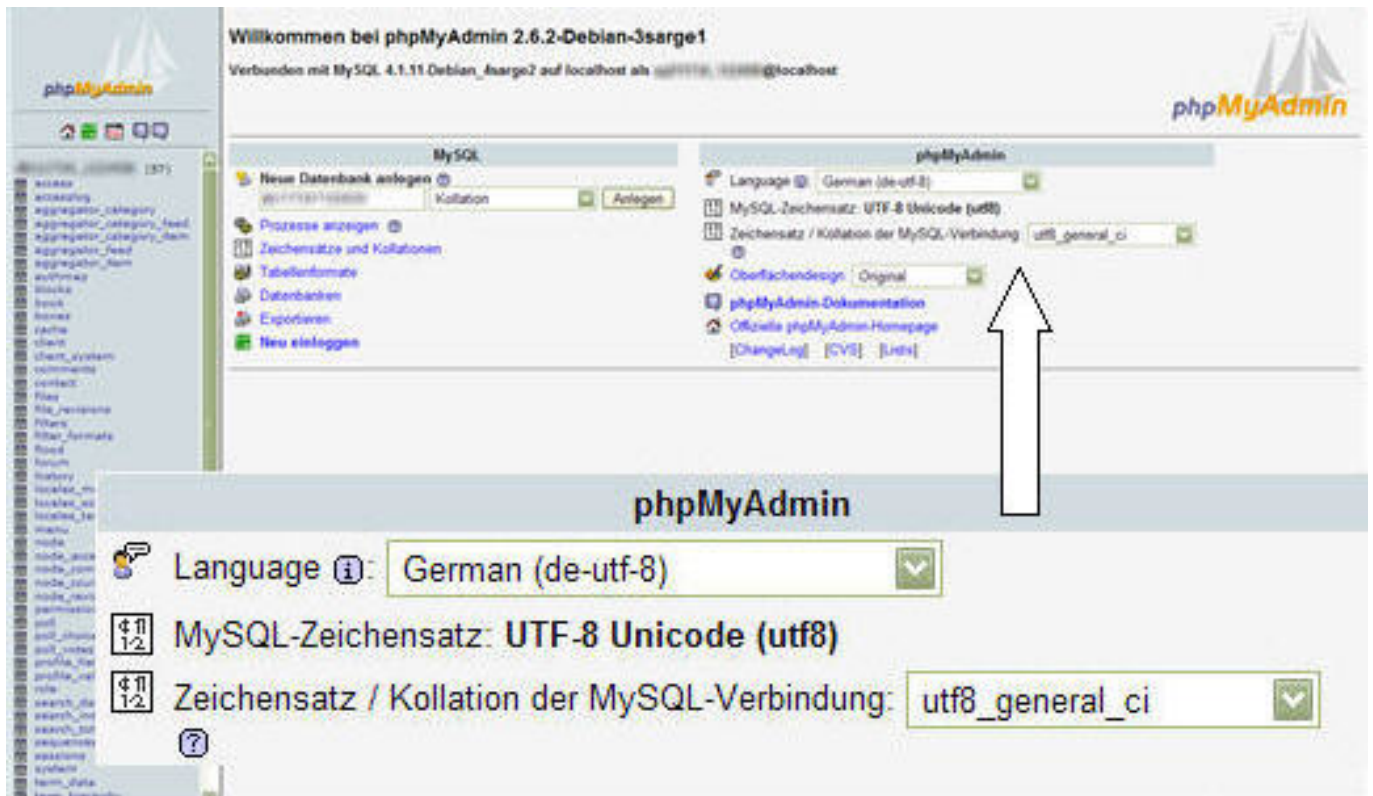 phpMyAdmin
access
accesslog
aggregator_category
aggregator_category_feed
aggregator_category_item
aggregator_feed
aggregator_item
authmap
blocks
book
boxes
cache
client
client_system
comments
contact
files
file_revisions
filters
filter_formats
flood
forum
history
menu
node
poll
role
sessions
system
term_data
Willkommen bei phpMyAdmin 2.6.2-Debian-3sarge1
Verbunden mit MySQL 4.1.11-Debian_4sarge2 auf localhost als @localhost
phpMyAdmin
MySQL
Neue Datenbank anlegen
Kollation Anlegen
Prozesse anzeigen
Zeichensätze und Kollationen
Tabellenformate
Datenbanken
Exportieren
Neu einloggen
phpMyAdmin
Language : German (de-utf-8)
MySQL-Zeichensatz: UTF-8 Unicode (utf8)
Zeichensatz / Kollation der MySQL-Verbindung: utf8_general_ci
Oberflächendesign: Original
phpMyAdmin-Dokumentation
Offizielle phpMyAdmin-Homepage
[ChangeLog] [CVS] [Lists]
phpMyAdmin
Language : German (de-utf-8)
MySQL-Zeichensatz: UTF-8 Unicode (utf8)
Zeichensatz / Kollation der MySQL-Verbindung: utf8_general_ci